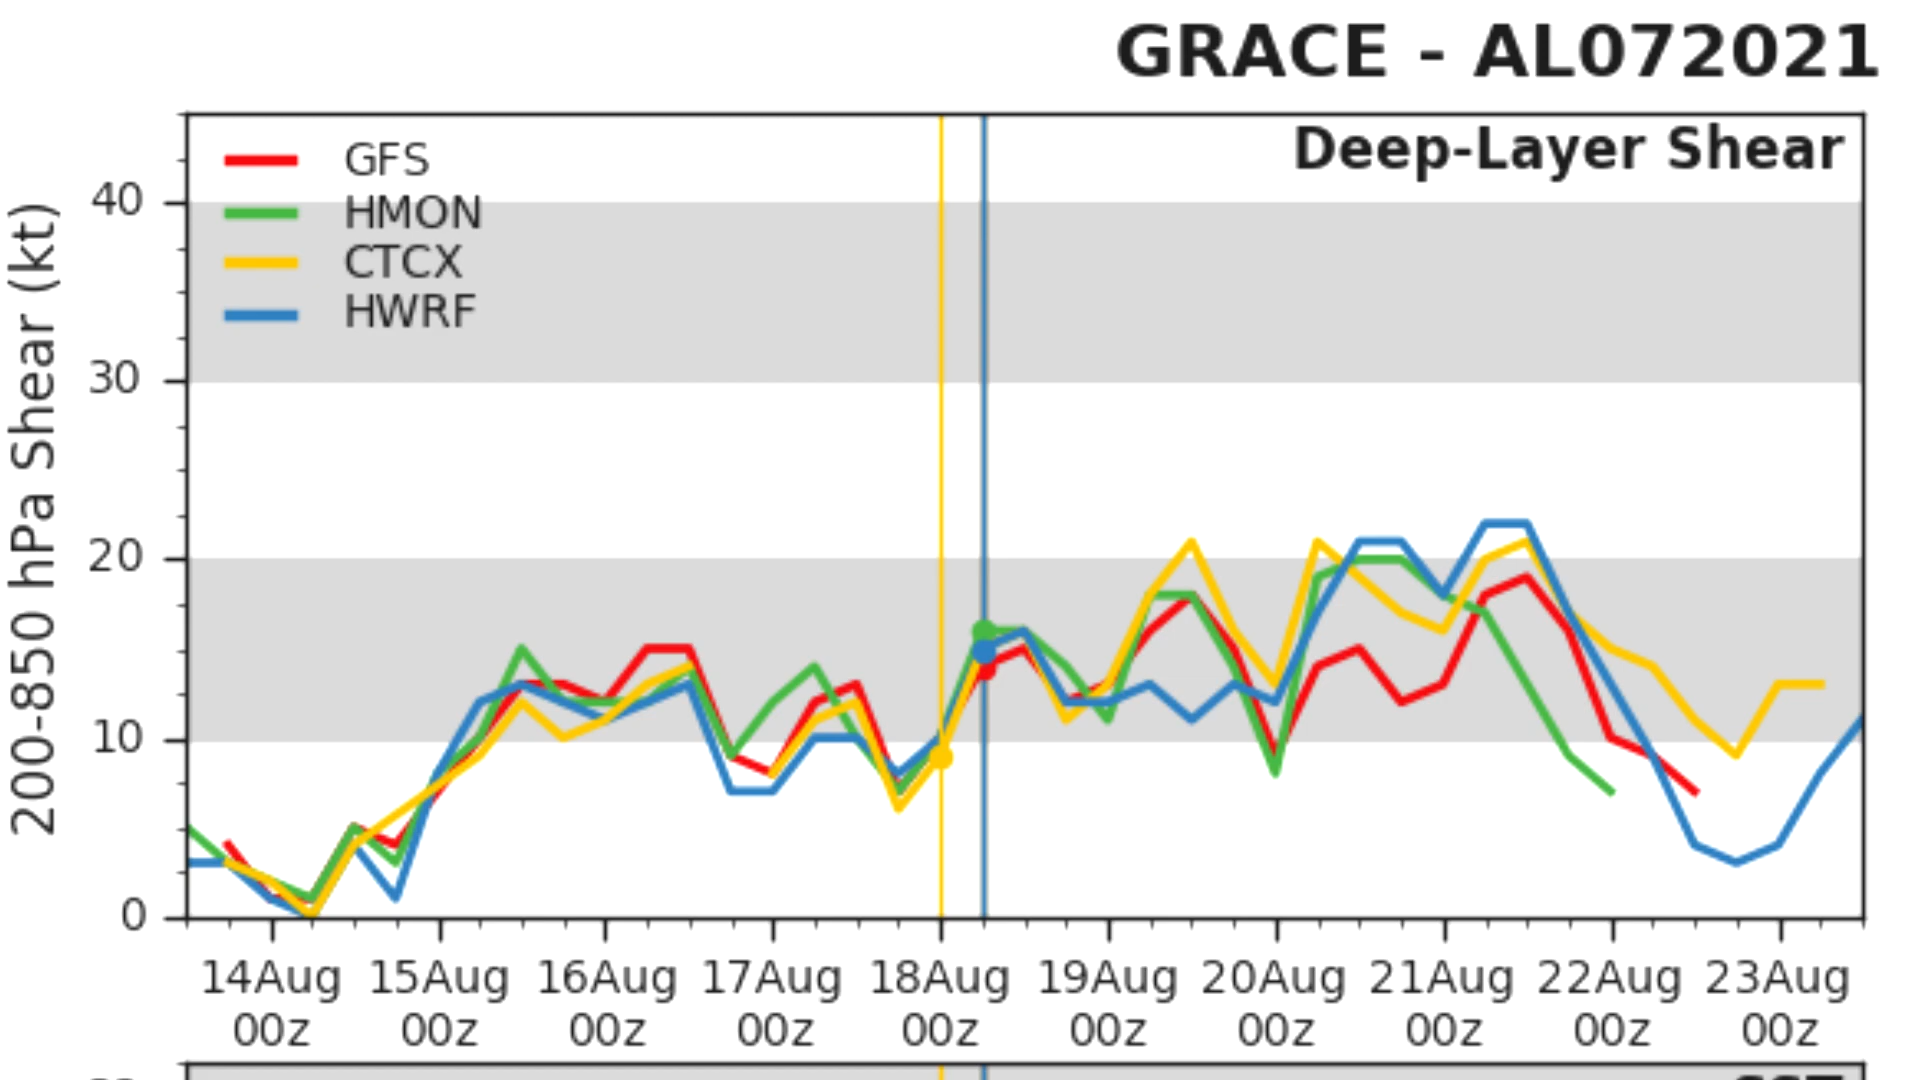 GRACE - AL072021
Deep-Layer Shear
GFS
HMON
CTCX
HWRF
200-850 hPa Shear (kt)
40
30
20
10
0
14Aug 15Aug 16Aug 17Aug 18Aug 19Aug 20Aug 21Aug 22Aug 23Aug
00z 00z 00z 00z 00z 00z 00z 00z 00z 00z